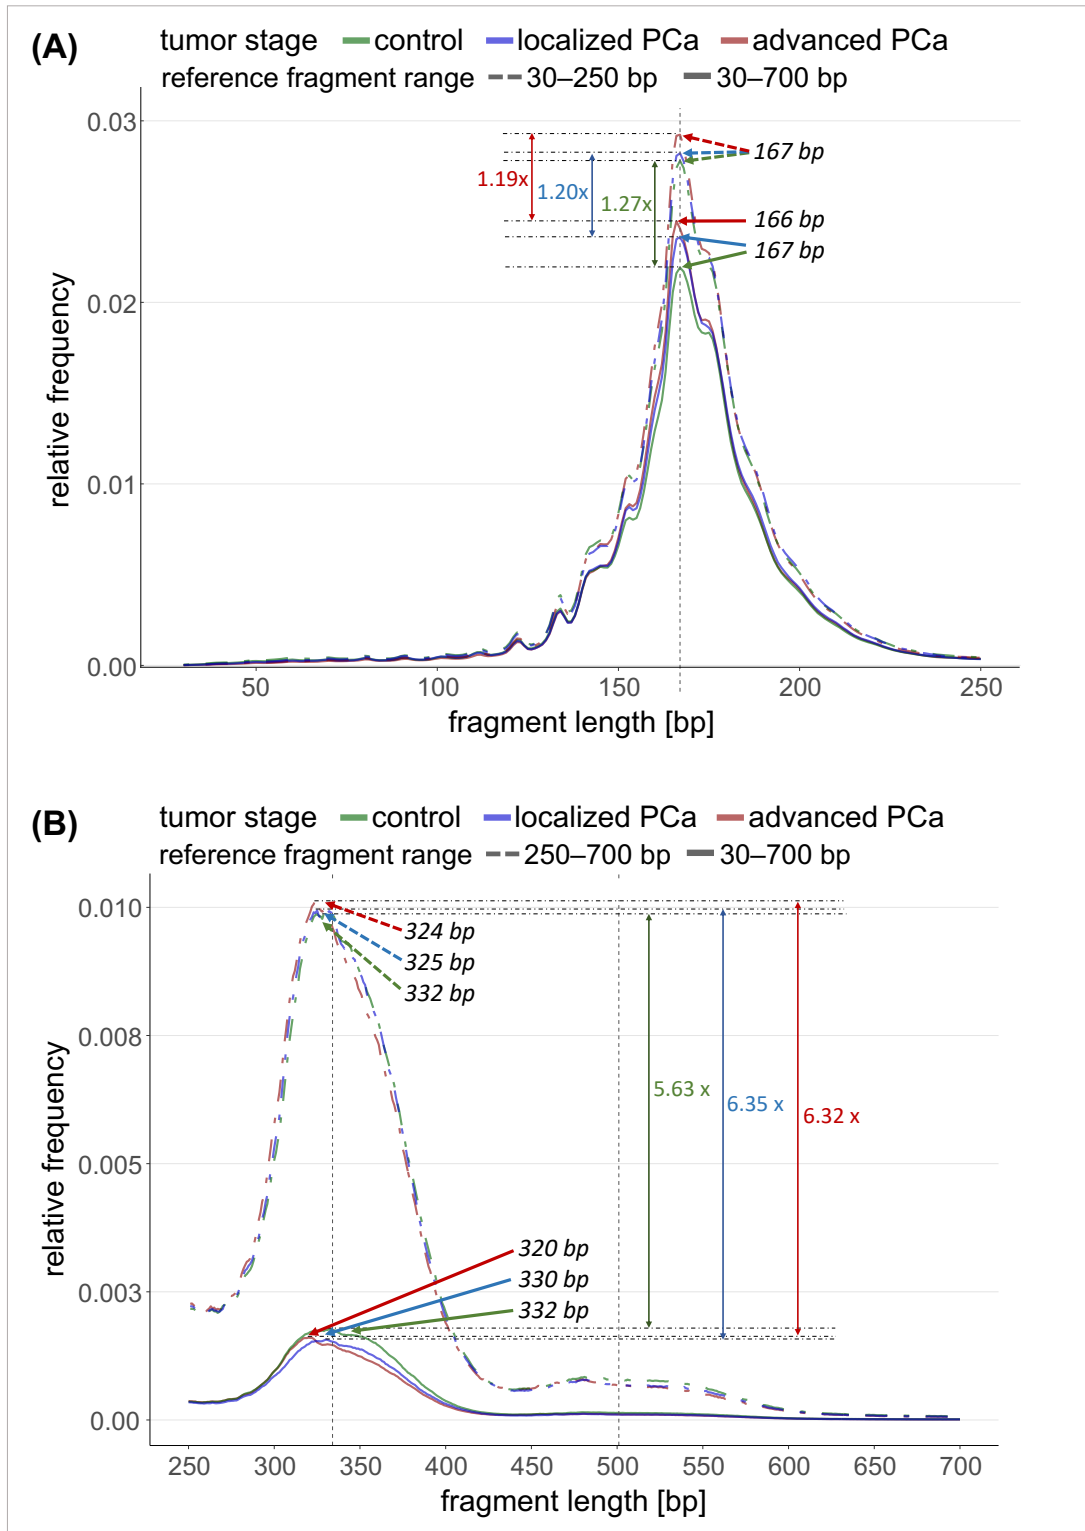 (A)
tumor stage control localized PCa advanced PCa
reference fragment range 30–250 bp 30–700 bp
0.03
0.02
0.01
0.00
relative frequency
1.19x
1.20x
1.27x
167 bp
166 bp
167 bp
50 100 150 200 250
fragment length [bp]
(B)
tumor stage control localized PCa advanced PCa
reference fragment range 250–700 bp 30–700 bp
0.010
0.008
0.005
0.003
0.00
relative frequency
324 bp
325 bp
332 bp
5.63 x
6.35 x
6.32 x
320 bp
330 bp
332 bp
250 300 350 400 450 500 550 600 650 700
fragment length [bp]